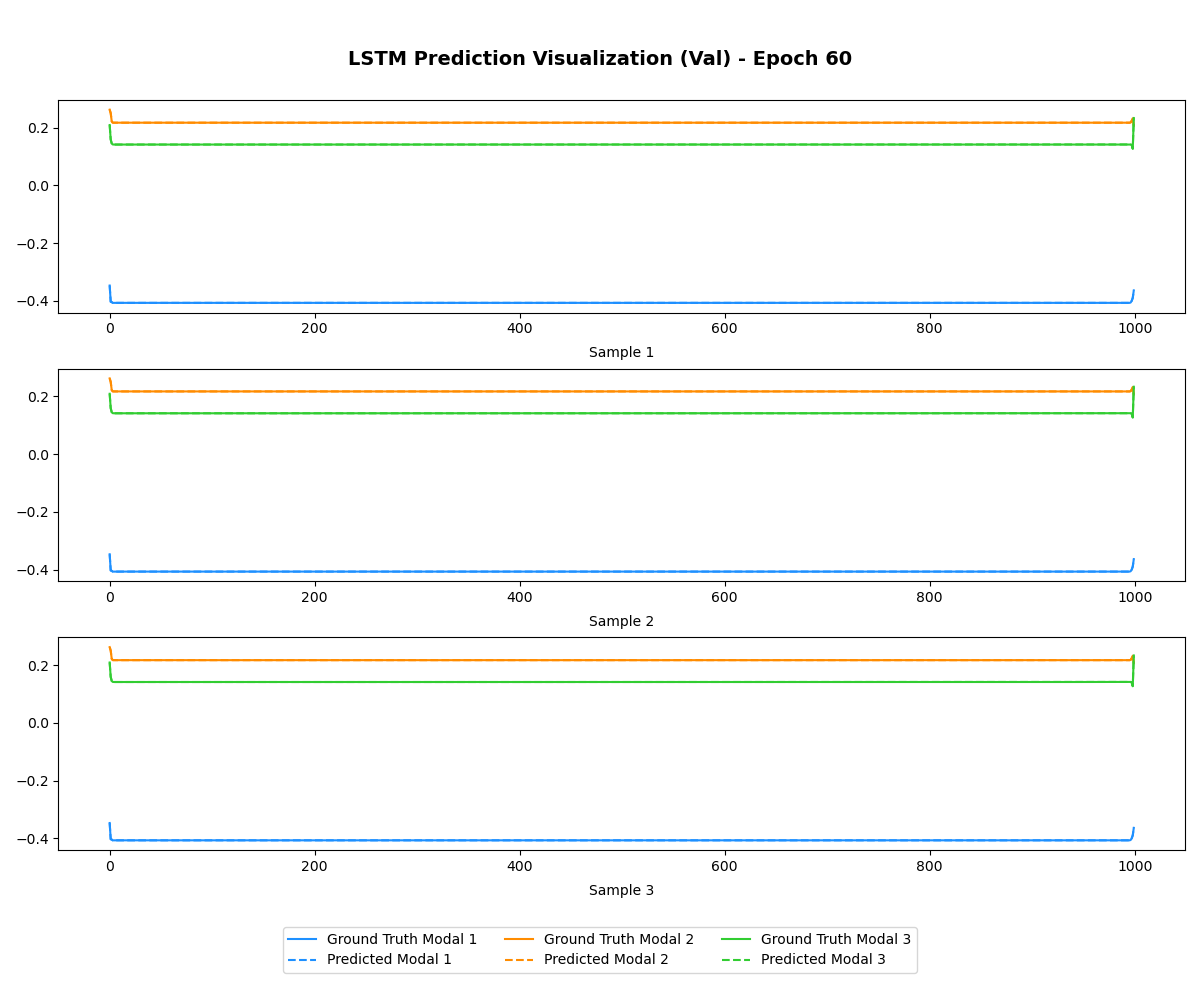 LSTM Prediction Visualization (Val) - Epoch 60
0.2
0.0
−0.2
−0.4
0 200 400 600 800 1000
Sample 1
0.2
0.0
−0.2
−0.4
0 200 400 600 800 1000
Sample 2
0.2
0.0
−0.2
−0.4
0 200 400 600 800 1000
Sample 3
Ground Truth Modal 1 Ground Truth Modal 2 Ground Truth Modal 3
Predicted Modal 1 Predicted Modal 2 Predicted Modal 3